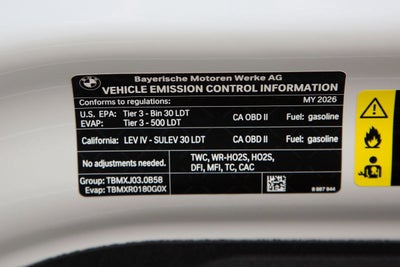 Bayerische Motoren Werke AG
VEHICLE EMISSION CONTROL INFORMATION
Conforms to regulations: MY 2026
U.S. EPA: Tier 3 - Bin 30 LDT CA OBD II Fuel: gasoline
EVAP: Tier 3 - 500 LDT
California: LEV IV - SULEV 30 LDT CA OBD II Fuel: gasoline
No adjustments needed.
TWC, WR-HO2S, HO2S,
DFI, MFI, TC, CAC
Group: TBMXJ03.0B58
Evap: TBMXR0180G0X
8 987 844